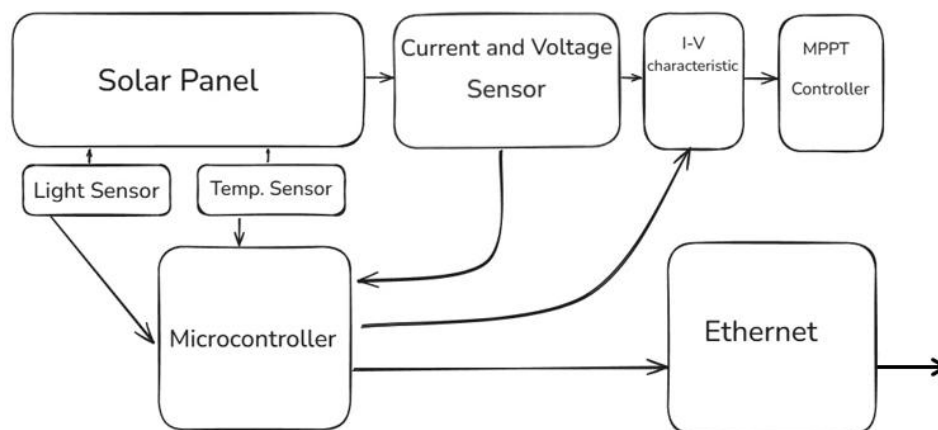 Solar Panel
Current and Voltage
Sensor
I-V
characteristic
MPPT
Controller
Light Sensor
Temp. Sensor
Microcontroller
Ethernet